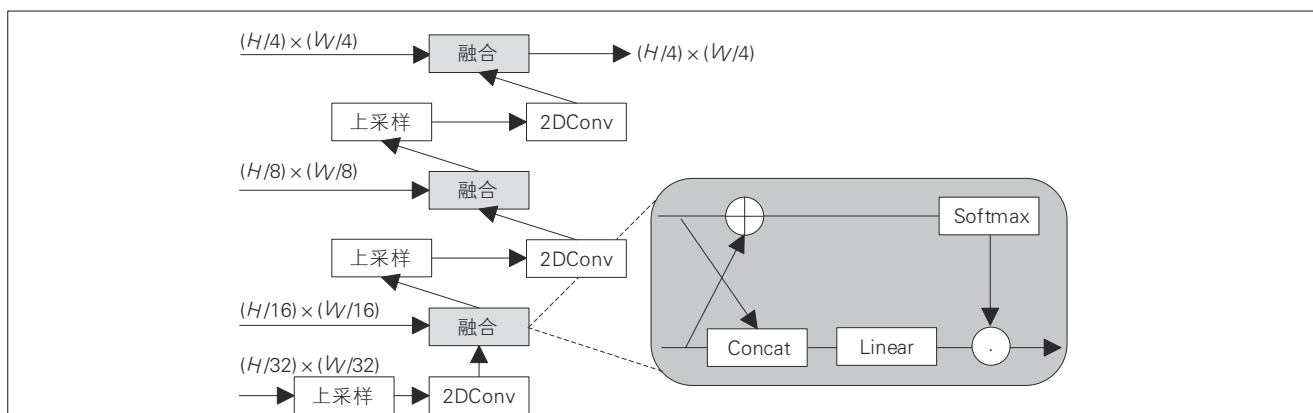 (H/4)×(W/4)
融合
(H/4)×(W/4)
上采样
2DConv
(H/8)×(W/8)
融合
上采样
2DConv
(H/16)×(W/16)
融合
(H/32)×(W/32)
上采样
2DConv
Softmax
Concat
Linear